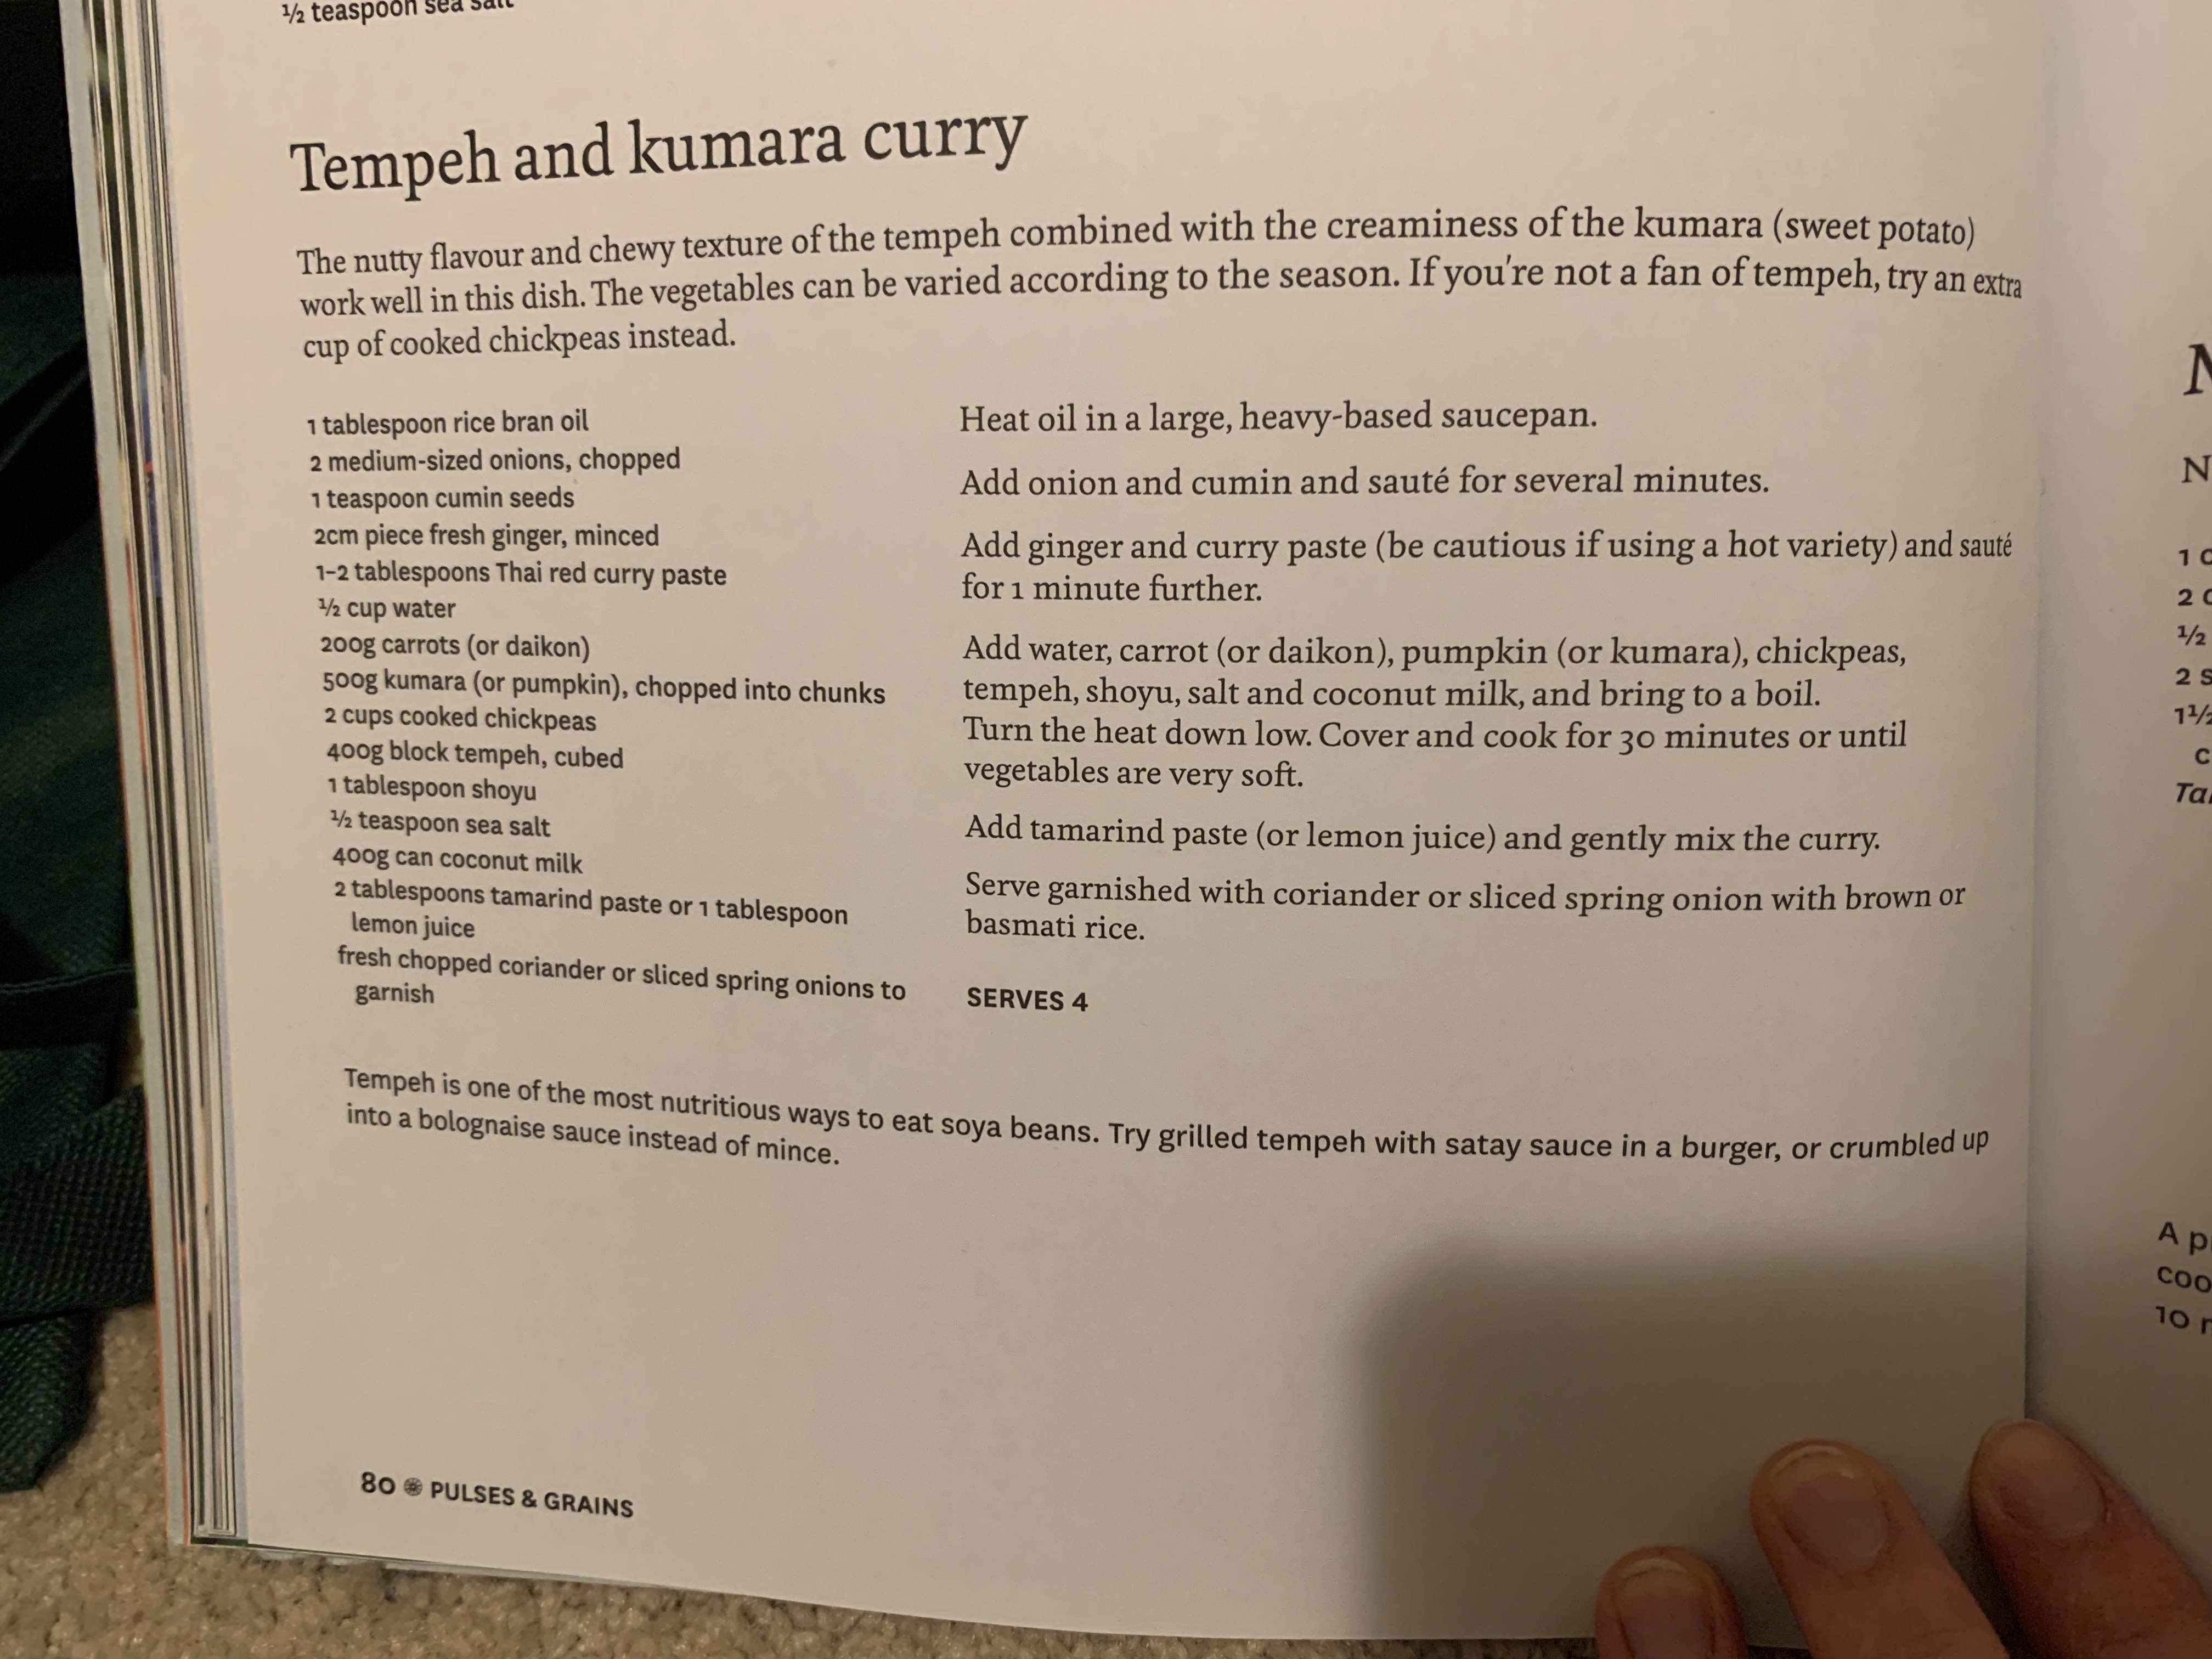 ½ teaspoon sea salt
Tempeh and kumara curry
The nutty flavour and chewy texture of the tempeh combined with the creaminess of the kumara (sweet potato)
work well in this dish. The vegetables can be varied according to the season. If you're not a fan of tempeh, try an extra
cup of cooked chickpeas instead.
1 tablespoon rice bran oil
2 medium-sized onions, chopped
1 teaspoon cumin seeds
2cm piece fresh ginger, minced
1–2 tablespoons Thai red curry paste
½ cup water
200g carrots (or daikon)
500g kumara (or pumpkin), chopped into chunks
2 cups cooked chickpeas
400g block tempeh, cubed
1 tablespoon shoyu
½ teaspoon sea salt
400g can coconut milk
2 tablespoons tamarind paste or 1 tablespoon
lemon juice
fresh chopped coriander or sliced spring onions to
garnish
Heat oil in a large, heavy-based saucepan.
Add onion and cumin and sauté for several minutes.
Add ginger and curry paste (be cautious if using a hot variety) and sauté
for 1 minute further.
Add water, carrot (or daikon), pumpkin (or kumara), chickpeas,
tempeh, shoyu, salt and coconut milk, and bring to a boil.
Turn the heat down low. Cover and cook for 30 minutes or until
vegetables are very soft.
Add tamarind paste (or lemon juice) and gently mix the curry.
Serve garnished with coriander or sliced spring onion with brown or
basmati rice.
SERVES 4
Tempeh is one of the most nutritious ways to eat soya beans. Try grilled tempeh with satay sauce in a burger, or crumbled up
into a bolognaise sauce instead of mince.
80 PULSES & GRAINS
1
2
½
2
1½
A
10